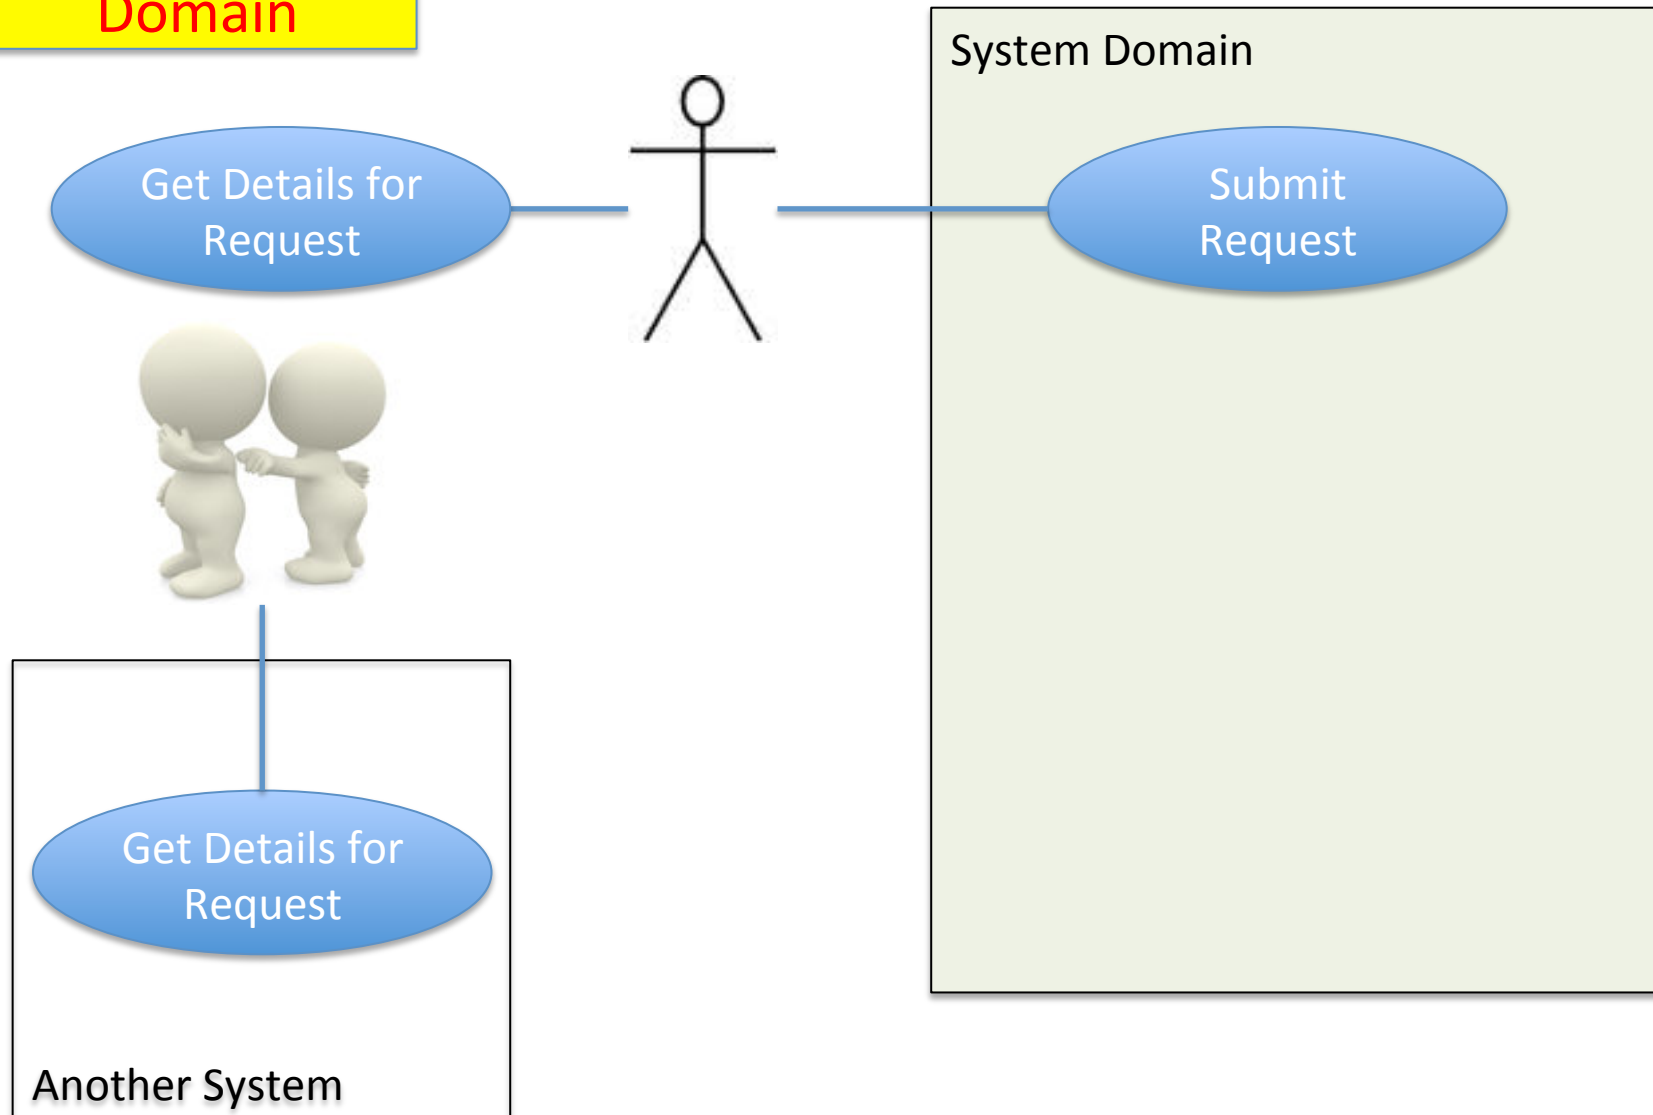 Domain
System Domain
Get Details for
Request
Submit
Request
Get Details for
Request
Another System